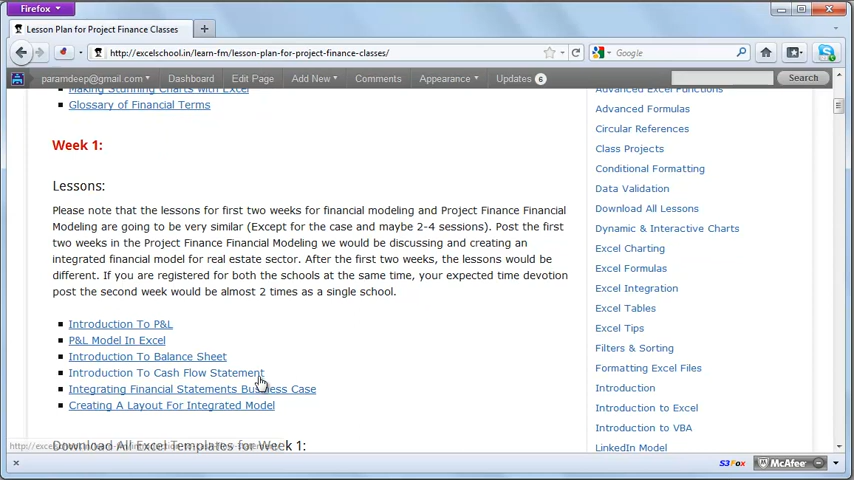 Firefox
Lesson Plan for Project Finance Classes
http://excelschool.in/learn-fm/lesson-plan-for-project-finance-classes/
Google
paramdeep@gmail.com
Dashboard
Edit Page
Add New
Comments
Appearance
Updates 6
Search
Making Stunning Charts with Excel
Glossary of Financial Terms
Week 1:
Lessons:
Please note that the lessons for first two weeks for financial modeling and Project Finance Financial
Modeling are going to be very similar (Except for the case and maybe 2-4 sessions). Post the first
two weeks in the Project Finance Financial Modeling we would be discussing and creating an
integrated financial model for real estate sector. After the first two weeks, the lessons would be
different. If you are registered for both the schools at the same time, your expected time devotion
post the second week would be almost 2 times as a single school.
Introduction To P&L
P&L Model In Excel
Introduction To Balance Sheet
Introduction To Cash Flow Statement
Integrating Financial Statements Business Case
Creating A Layout For Integrated Model
Download All Excel Templates for Week 1:
Advanced Excel Functions
Advanced Formulas
Circular References
Class Projects
Conditional Formatting
Data Validation
Download All Lessons
Dynamic & Interactive Charts
Excel Charting
Excel Formulas
Excel Integration
Excel Tables
Excel Tips
Filters & Sorting
Formatting Excel Files
Introduction
Introduction to Excel
Introduction to VBA
LinkedIn Model
S3Fox
McAfee